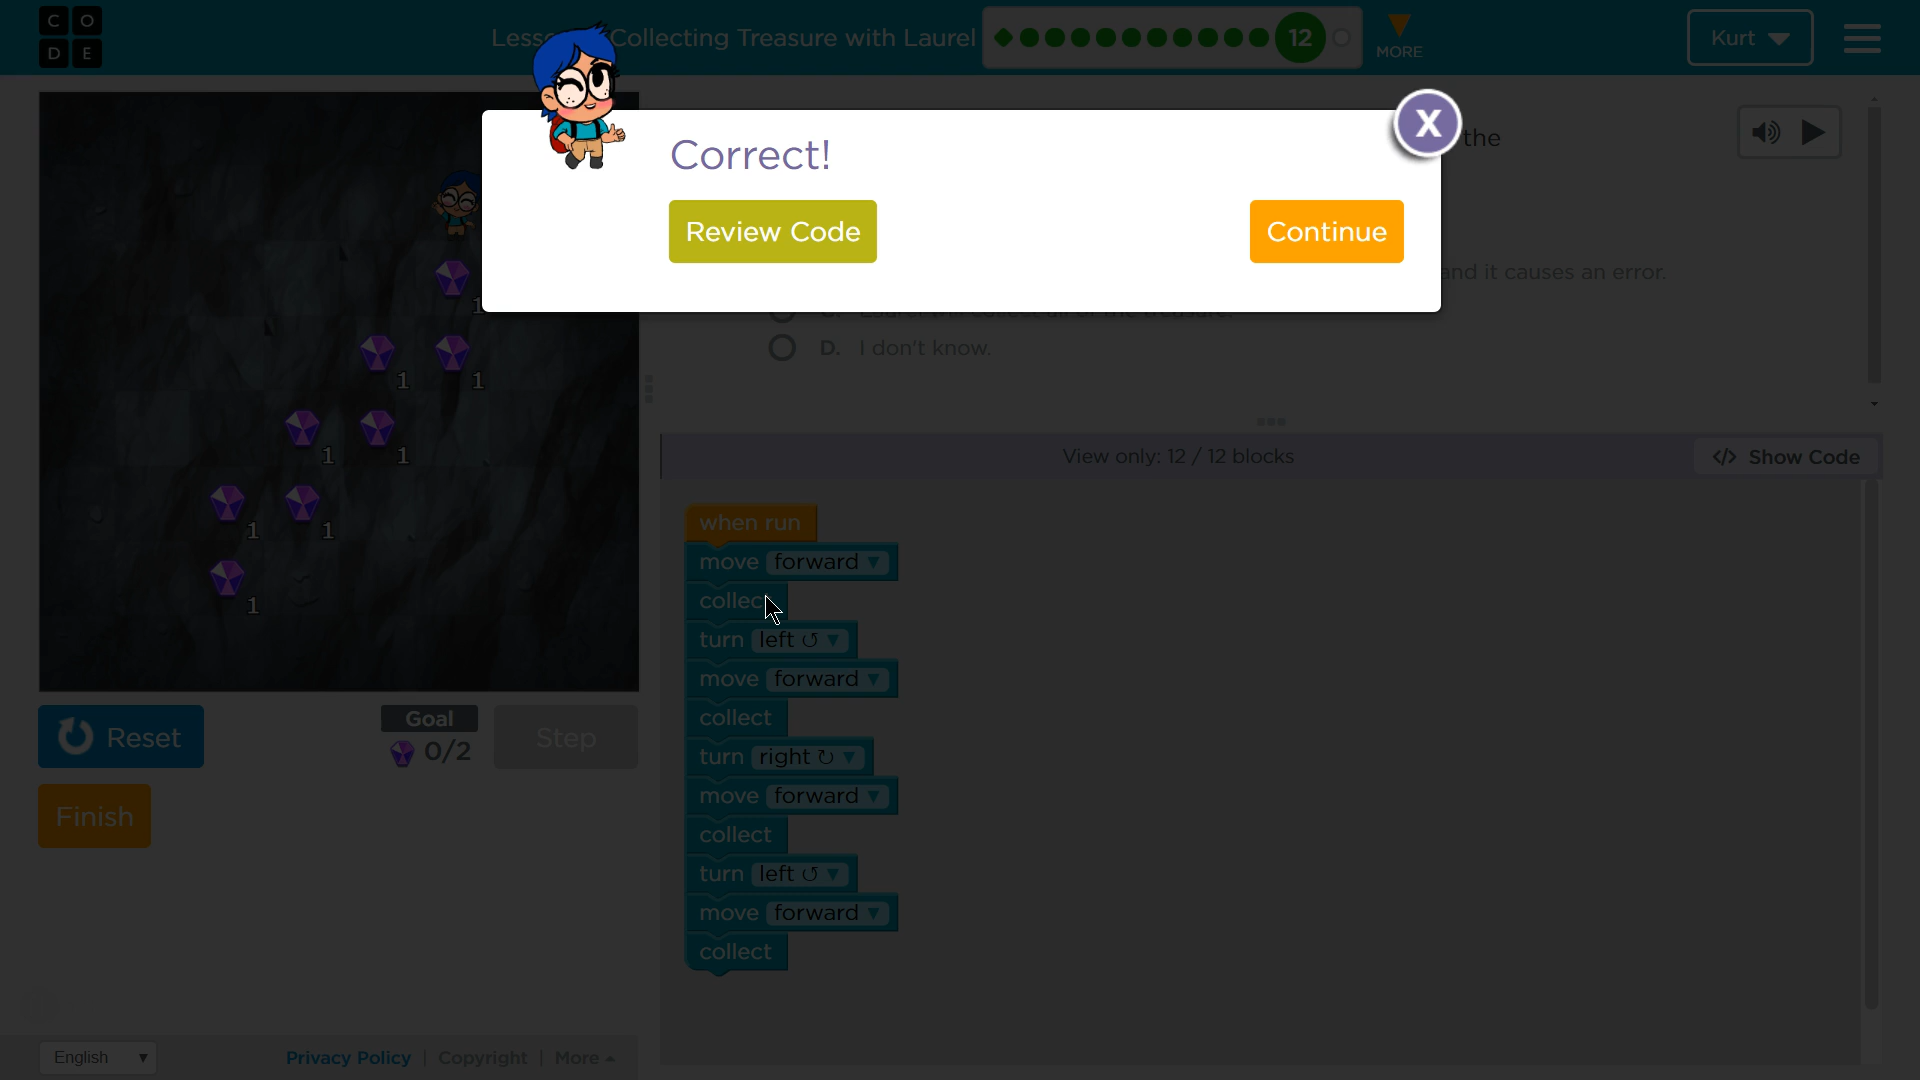 CODE
Less Collecting Treasure with Laurel
12
MORE
Kurt
X
Correct!
the
Review Code
Continue
and it causes an error.
D. I don't know.
1
1
1
1
1
1
1
1
View only: 12 / 12 blocks
Show Code
when run
move forward
collect
turn left
move forward
collect
turn right
move forward
collect
turn left
move forward
collect
Reset
Goal
0/2
Step
Finish
English
Privacy Policy | Copyright | More